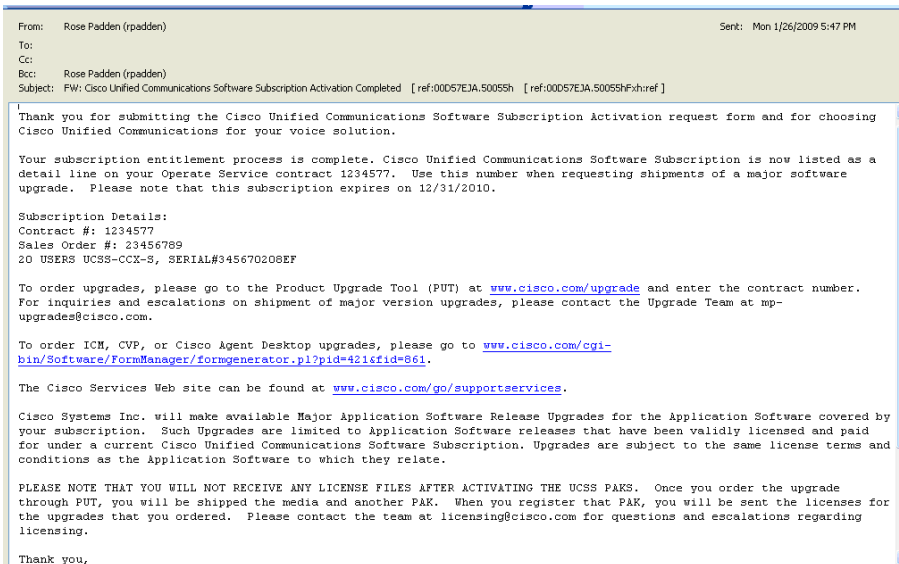 From: Rose Padden (rpadden) Sent: Mon 1/26/2009 5:47 PM
To:
Cc:
Bcc: Rose Padden (rpadden)
Subject: FW: Cisco Unified Communications Software Subscription Activation Completed [ ref:00D57EJA.50055h [ ref:00D57EJA.50055hFxh:ref ]
Thank you for submitting the Cisco Unified Communications Software Subscription Activation request form and for choosing
Cisco Unified Communications for your voice solution.
Your subscription entitlement process is complete. Cisco Unified Communications Software Subscription is now listed as a
detail line on your Operate Service contract 1234577. Use this number when requesting shipments of a major software
upgrade. Please note that this subscription expires on 12/31/2010.
Subscription Details:
Contract #: 1234577
Sales Order #: 23456789
20 USERS UCSS-CCX-S, SERIAL#345670208EF
To order upgrades, please go to the Product Upgrade Tool (PUT) at www.cisco.com/upgrade and enter the contract number.
For inquiries and escalations on shipment of major version upgrades, please contact the Upgrade Team at mp-
upgrades@cisco.com.
To order ICM, CVP, or Cisco Agent Desktop upgrades, please go to www.cisco.com/cgi-
bin/Software/FormManager/formgenerator.pl?pid=421&fid=861.
The Cisco Services Web site can be found at www.cisco.com/go/supportservices.
Cisco Systems Inc. will make available Major Application Software Release Upgrades for the Application Software covered by
your subscription. Such Upgrades are limited to Application Software releases that have been validly licensed and paid
for under a current Cisco Unified Communications Software Subscription. Upgrades are subject to the same license terms and
conditions as the Application Software to which they relate.
PLEASE NOTE THAT YOU WILL NOT RECEIVE ANY LICENSE FILES AFTER ACTIVATING THE UCSS PAKS. Once you order the upgrade
through PUT, you will be shipped the media and another PAK. When you register that PAK, you will be sent the licenses for
the upgrades that you ordered. Please contact the team at licensing@cisco.com for questions and escalations regarding
licensing.
Thank you,